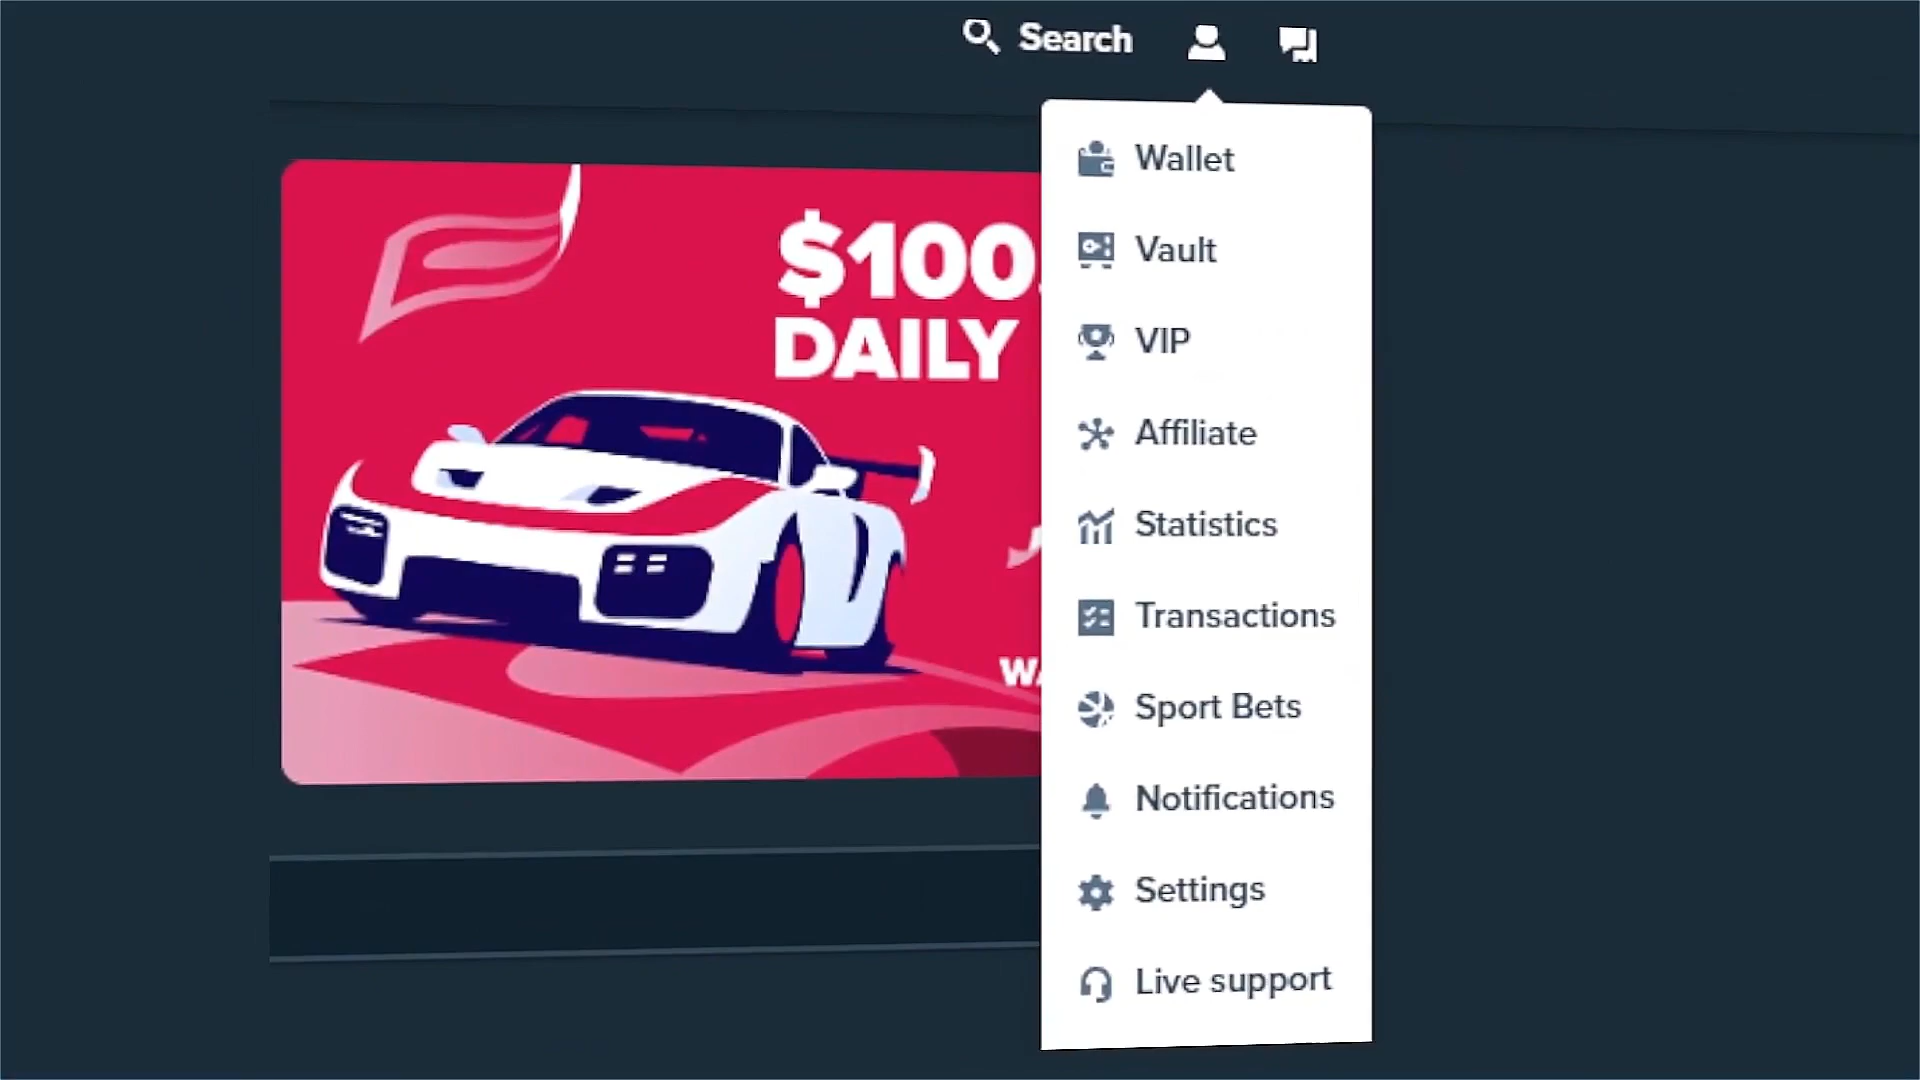 Search
$100
DAILY
Wallet
Vault
VIP
Affiliate
Statistics
Transactions
Sport Bets
Notifications
Settings
Live support